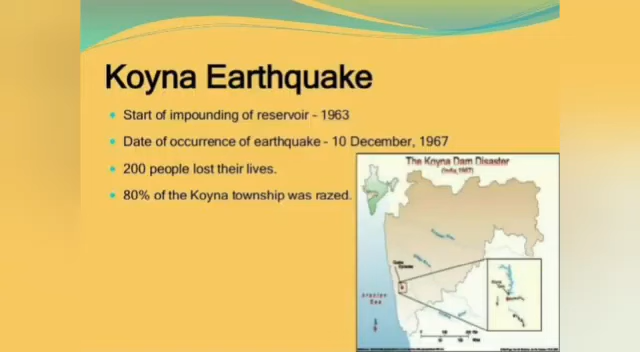 Koyna Earthquake
Start of impounding of reservoir - 1963
Date of occurrence of earthquake - 10 December, 1967
200 people lost their lives.
80% of the Koyna township was razed.
The Koyna Dam Disaster
(India,1967)
Arabian
Sea